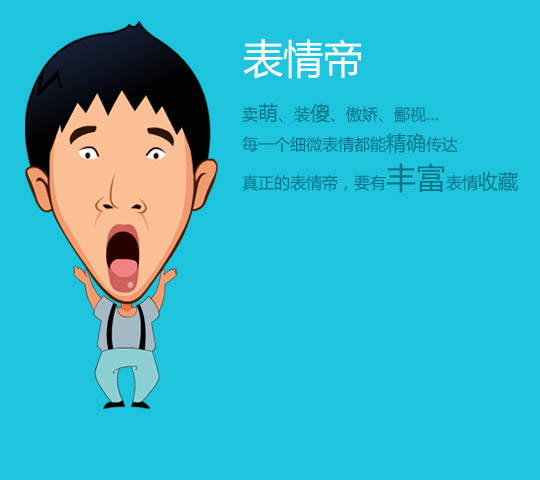 表情帝
卖萌、装傻、傲娇、鄙视...
每一个细微表情都能精确传达
真正的表情帝，要有丰富表情收藏